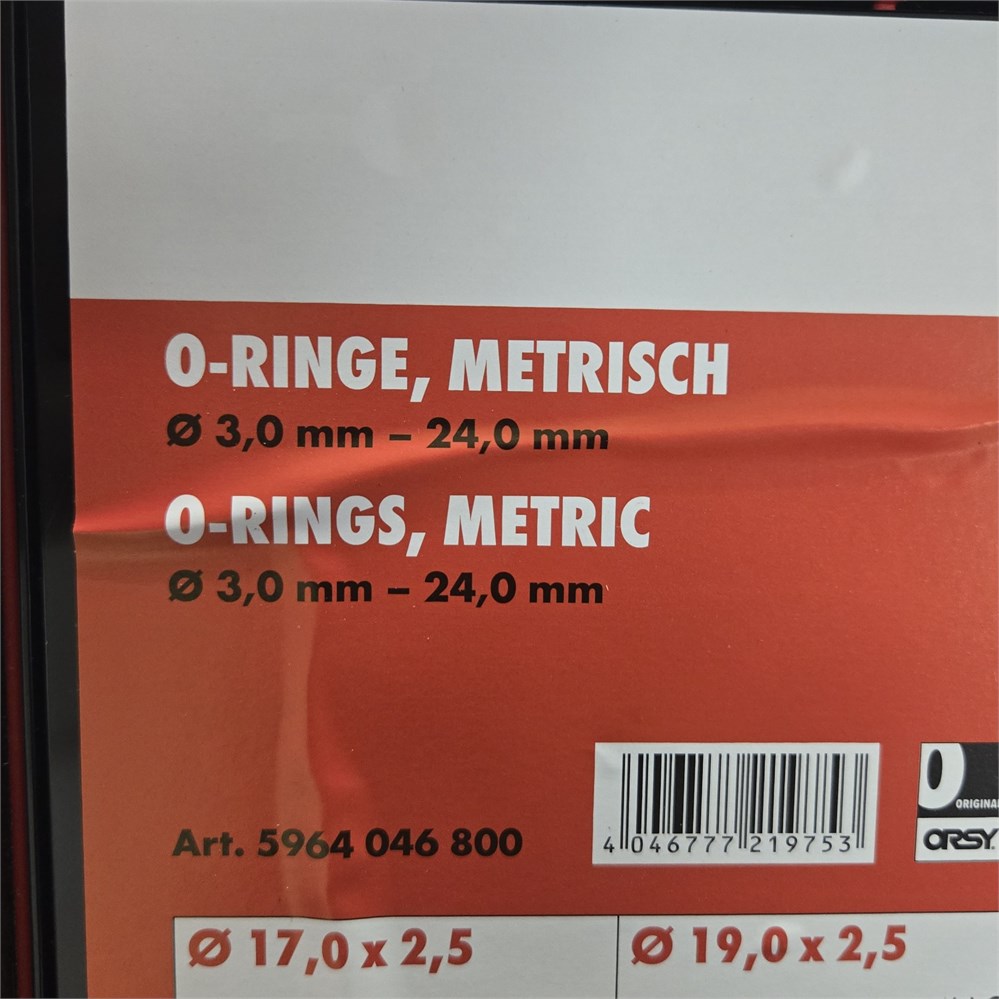 O-RINGE, METRISCH
Ø 3,0 mm – 24,0 mm
O-RINGS, METRIC
Ø 3,0 mm – 24,0 mm
Art. 5964 046 800
4 046777 219753
O
ORIGINAL
ORSY
Ø 17,0 x 2,5
Ø 19,0 x 2,5